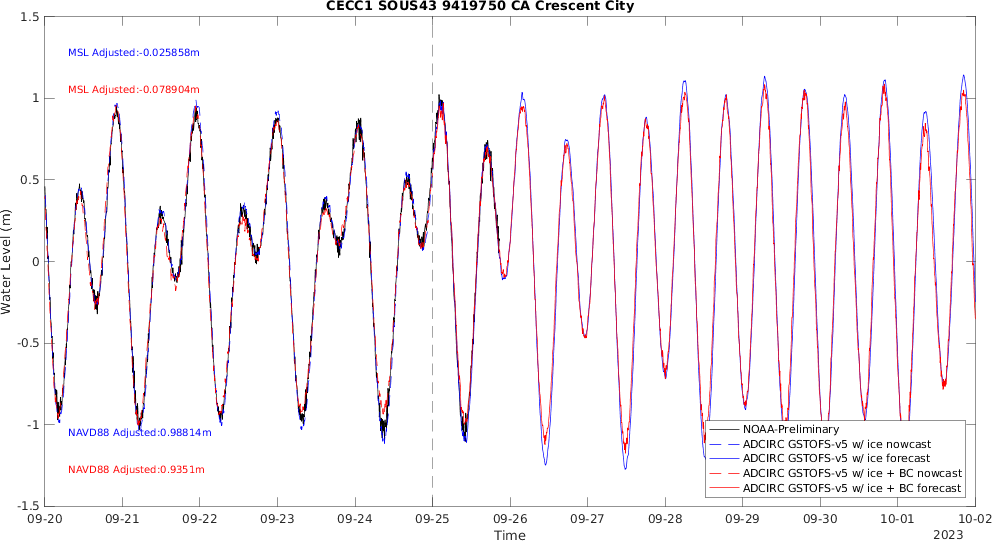 CECC1 SOUS43 9419750 CA Crescent City
MSL Adjusted:-0.025858m
MSL Adjusted:-0.078904m
NAVD88 Adjusted:0.98814m
NAVD88 Adjusted:0.9351m
Water Level (m)
1.5
1
0.5
0
-0.5
-1
-1.5
NOAA-Preliminary
ADCIRC GSTOFS-v5 w/ ice nowcast
ADCIRC GSTOFS-v5 w/ ice forecast
ADCIRC GSTOFS-v5 w/ ice + BC nowcast
ADCIRC GSTOFS-v5 w/ ice + BC forecast
09-20 09-21 09-22 09-23 09-24 09-25 09-26 09-27 09-28 09-29 09-30 10-01 10-02
Time
2023